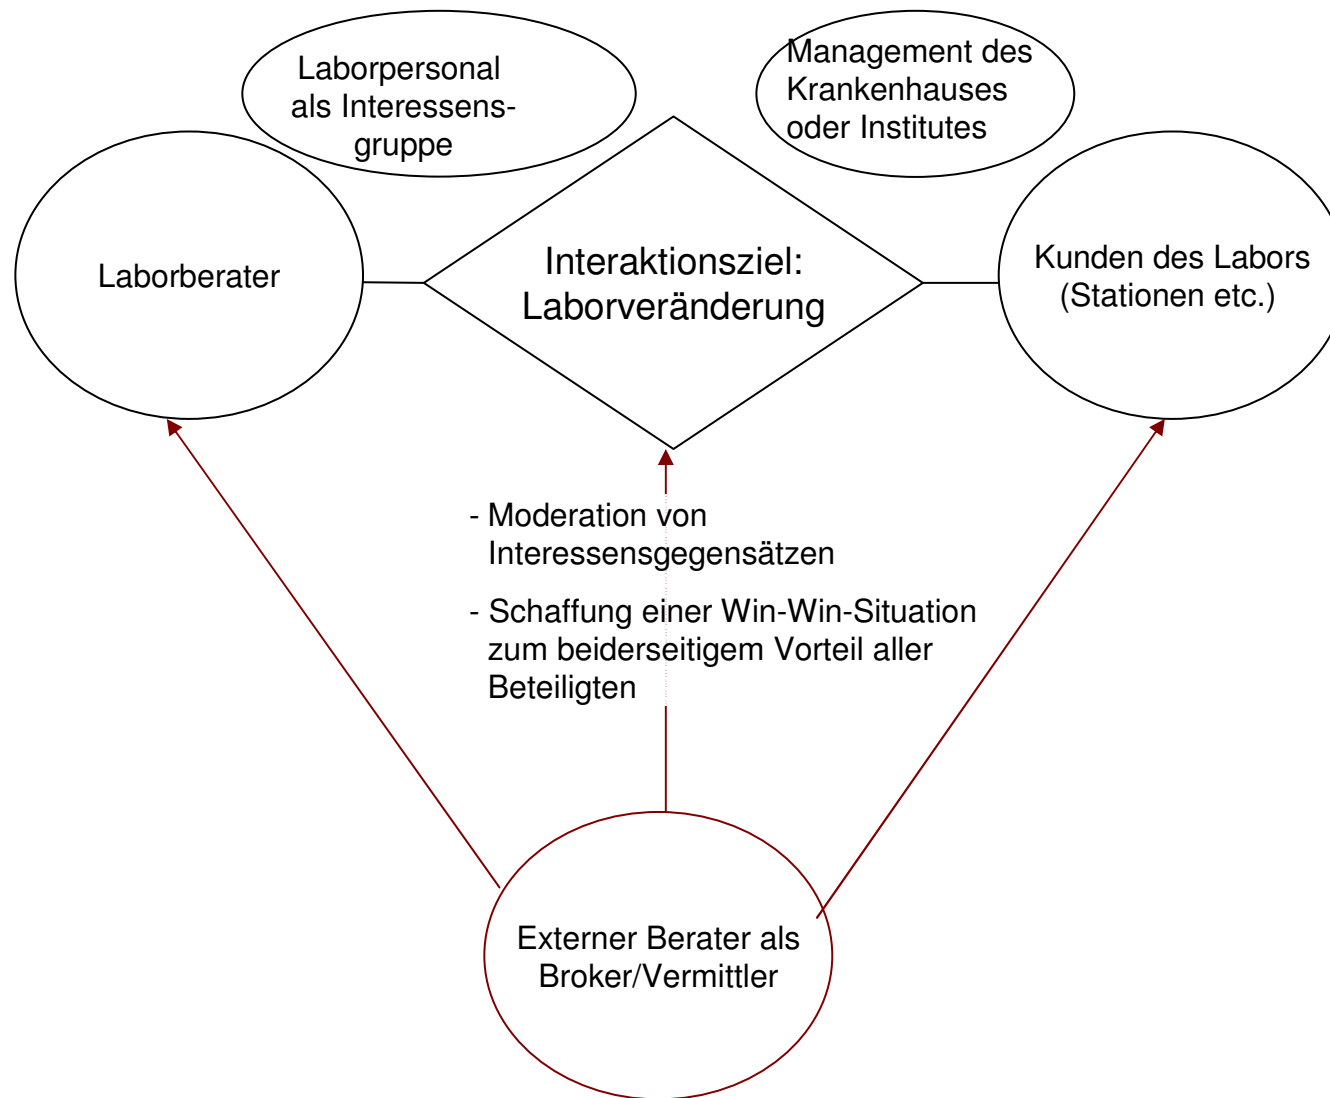 Laborpersonal
als Interessens-
gruppe
Management des
Krankenhauses
oder Institutes
Laborberater
Interaktionsziel:
Laborveränderung
Kunden des Labors
(Stationen etc.)
- Moderation von
Interessensgegensätzen
- Schaffung einer Win-Win-Situation
zum beiderseitigem Vorteil aller
Beteiligten
Externer Berater als
Broker/Vermittler